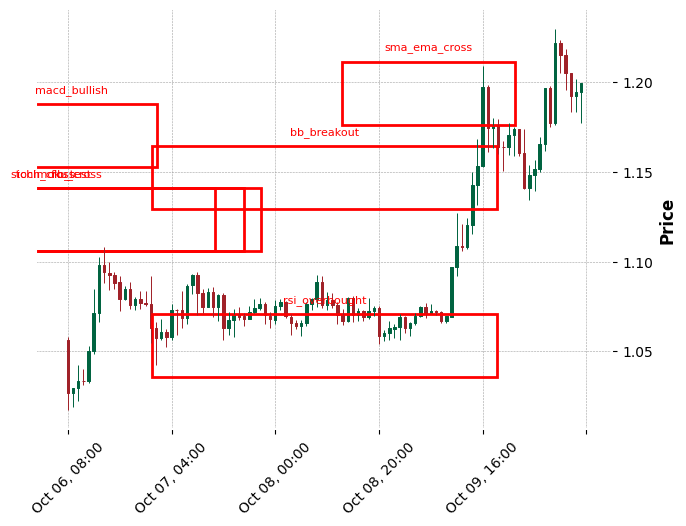 sma_ema_cross
macd_bullish
bb_breakout
rsi_overbought
1.20
1.15
1.10
1.05
Price
Oct 06, 08:00
Oct 07, 04:00
Oct 08, 00:00
Oct 08, 20:00
Oct 09, 16:00